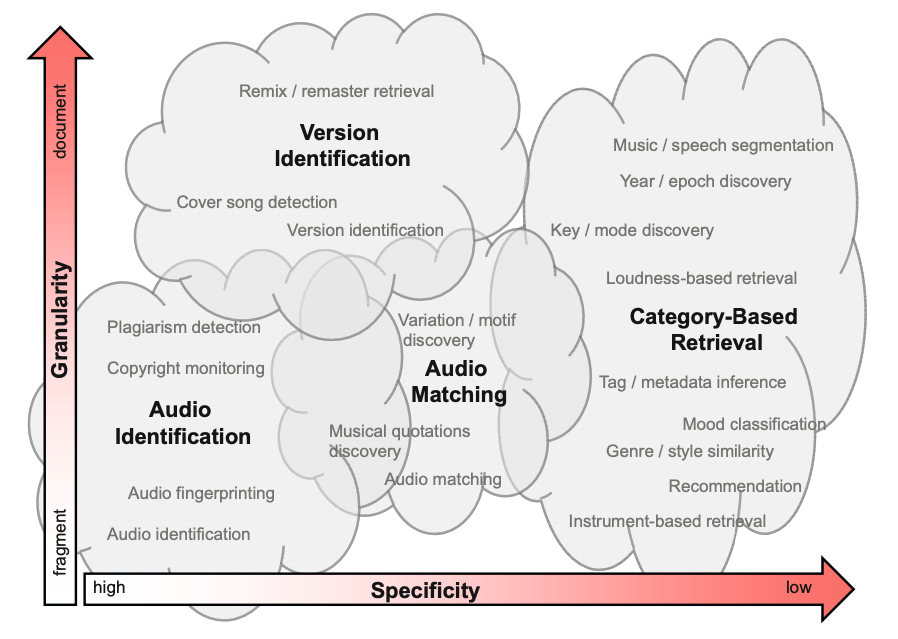 document
Granularity
fragment
Remix / remaster retrieval
Version
Identification
Cover song detection
Version identification
Plagiarism detection
Copyright monitoring
Audio
Identification
Audio fingerprinting
Audio identification
Variation / motif
discovery
Audio
Matching
Musical quotations
discovery
Audio matching
Music / speech segmentation
Year / epoch discovery
Key / mode discovery
Loudness-based retrieval
Category-Based
Retrieval
Tag / metadata inference
Mood classification
Genre / style similarity
Recommendation
Instrument-based retrieval
high
Specificity
low